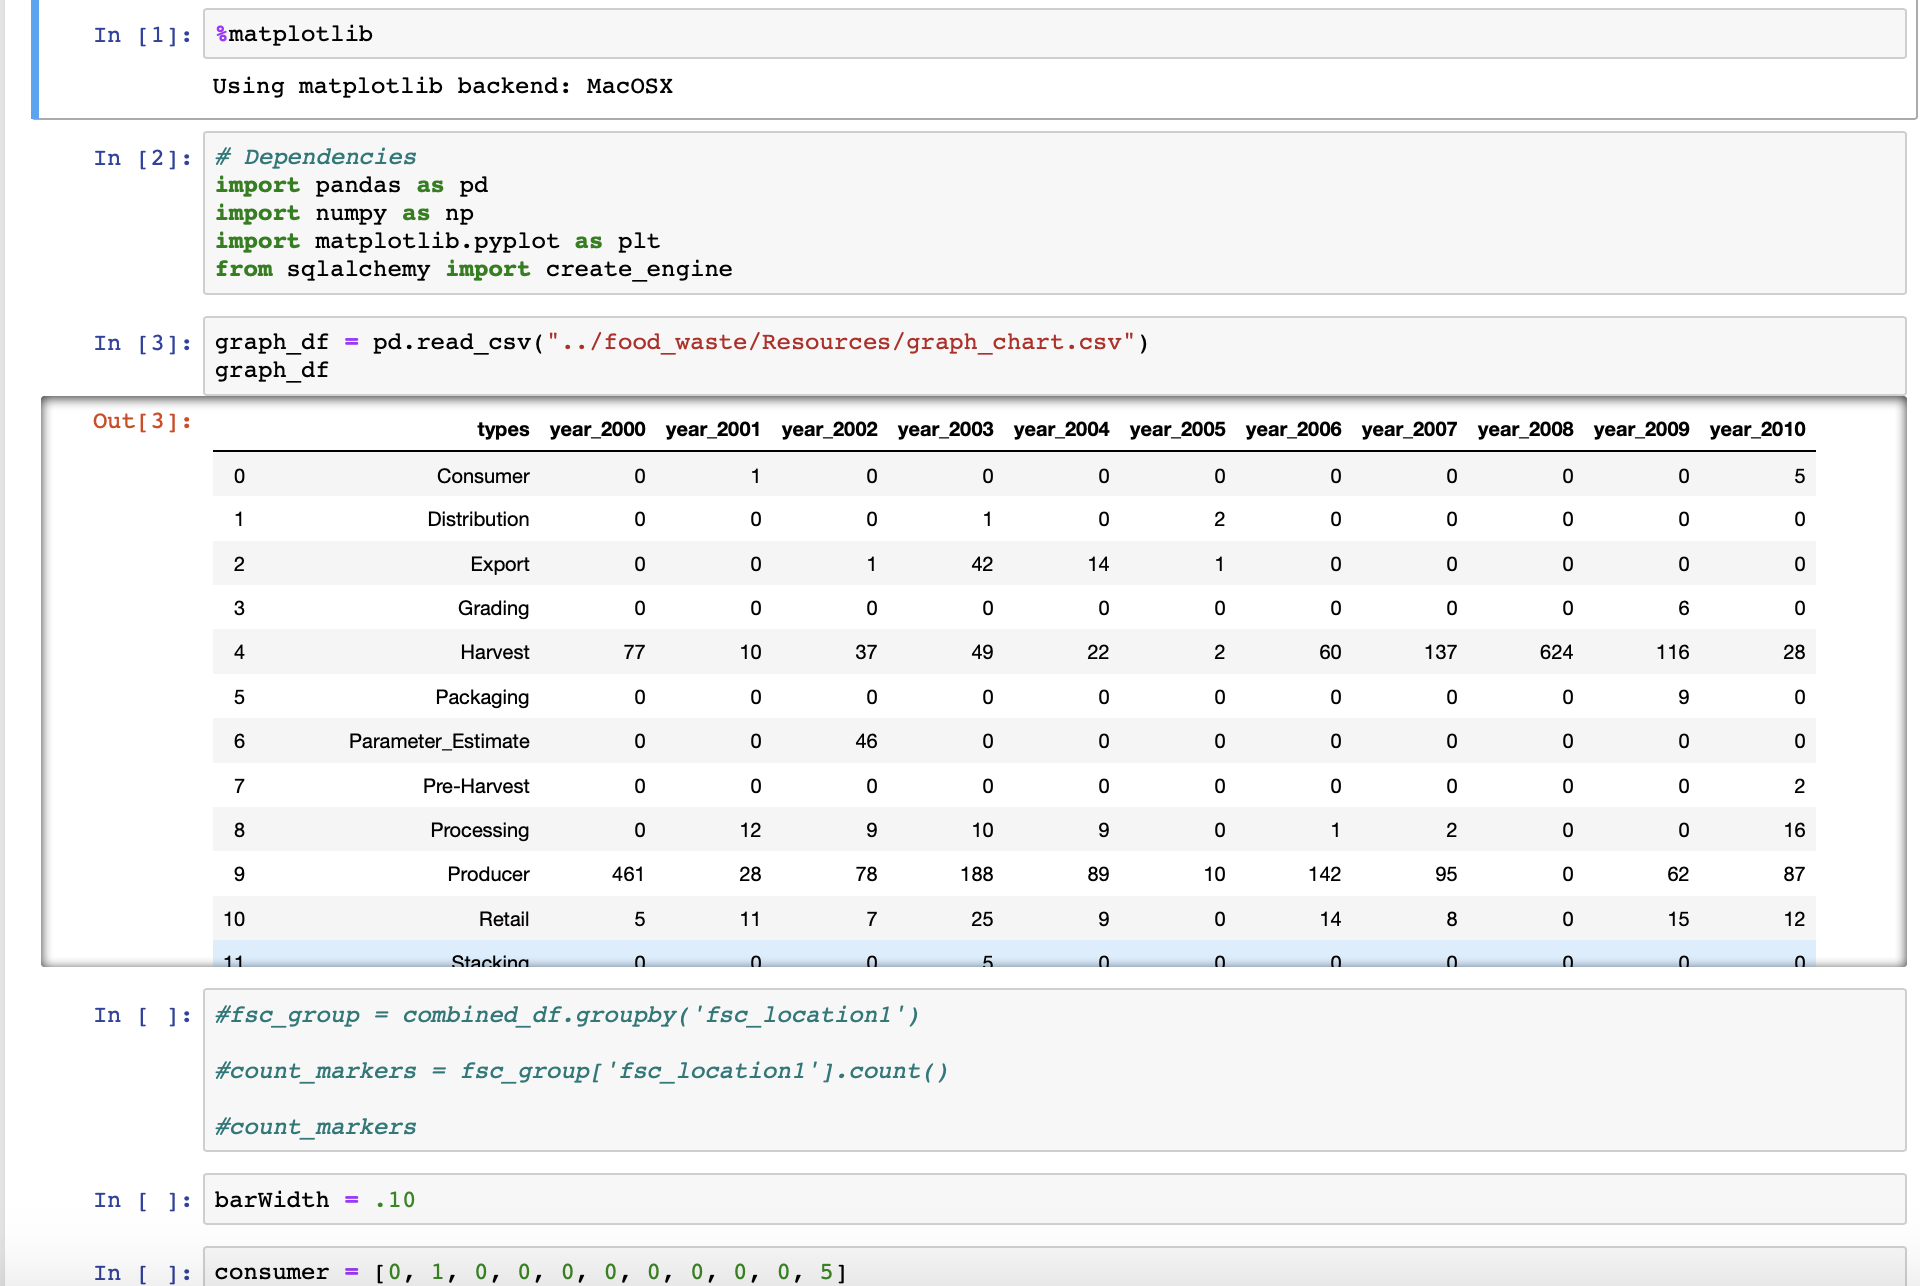 In [1]: %matplotlib
Using matplotlib backend: MacOSX
In [2]: # Dependencies
import pandas as pd
import numpy as np
import matplotlib.pyplot as plt
from sqlalchemy import create_engine
In [3]: graph_df = pd.read_csv("../food_waste/Resources/graph_chart.csv")
graph_df
Out[3]:
types year_2000 year_2001 year_2002 year_2003 year_2004 year_2005 year_2006 year_2007 year_2008 year_2009 year_2010
0 Consumer 0 1 0 0 0 0 0 0 0 0 5
1 Distribution 0 0 0 1 0 2 0 0 0 0 0
2 Export 0 0 1 42 14 1 0 0 0 0 0
3 Grading 0 0 0 0 0 0 0 0 0 6 0
4 Harvest 77 10 37 49 22 2 60 137 624 116 28
5 Packaging 0 0 0 0 0 0 0 0 0 9 0
6 Parameter_Estimate 0 0 46 0 0 0 0 0 0 0 0
7 Pre-Harvest 0 0 0 0 0 0 0 0 0 0 2
8 Processing 0 12 9 10 9 0 1 2 0 0 16
9 Producer 461 28 78 188 89 10 142 95 0 62 87
10 Retail 5 11 7 25 9 0 14 8 0 15 12
11 Stacking 0 0 0 5 0 0 0 0 0 0 0
In [ ]: #fsc_group = combined_df.groupby('fsc_location1')
#count_markers = fsc_group['fsc_location1'].count()
#count_markers
In [ ]: barWidth = .10
In [ ]: consumer = [0, 1, 0, 0, 0, 0, 0, 0, 0, 0, 5]